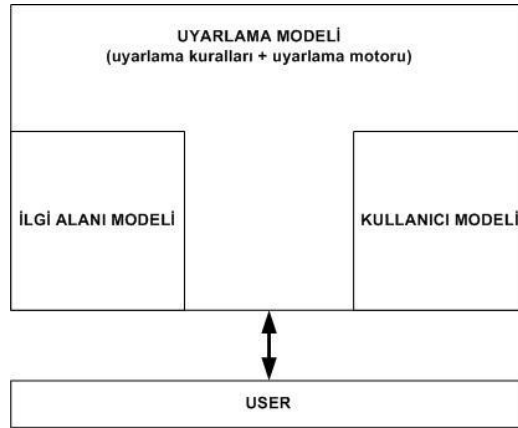 UYARLAMA MODELİ
(uyarlama kuralları + uyarlama motoru)
İLGİ ALANI MODELİ
KULLANICI MODELİ
USER